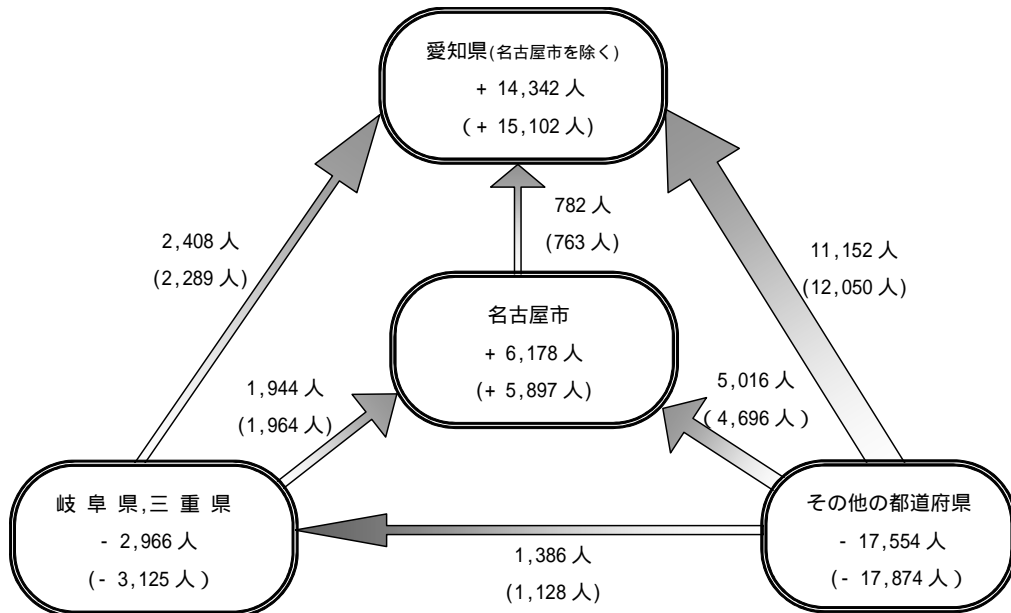 愛知県(名古屋市を除く)
+ 14,342 人
(+ 15,102 人)
782 人
(763 人)
2,408 人
(2,289 人)
11,152 人
(12,050 人)
名古屋市
+ 6,178 人
(+ 5,897 人)
1,944 人
(1,964 人)
5,016 人
(4,696 人)
岐 阜 県,三 重 県
- 2,966 人
(- 3,125 人)
その他の都道府県
- 17,554 人
(- 17,874 人)
1,386 人
(1,128 人)